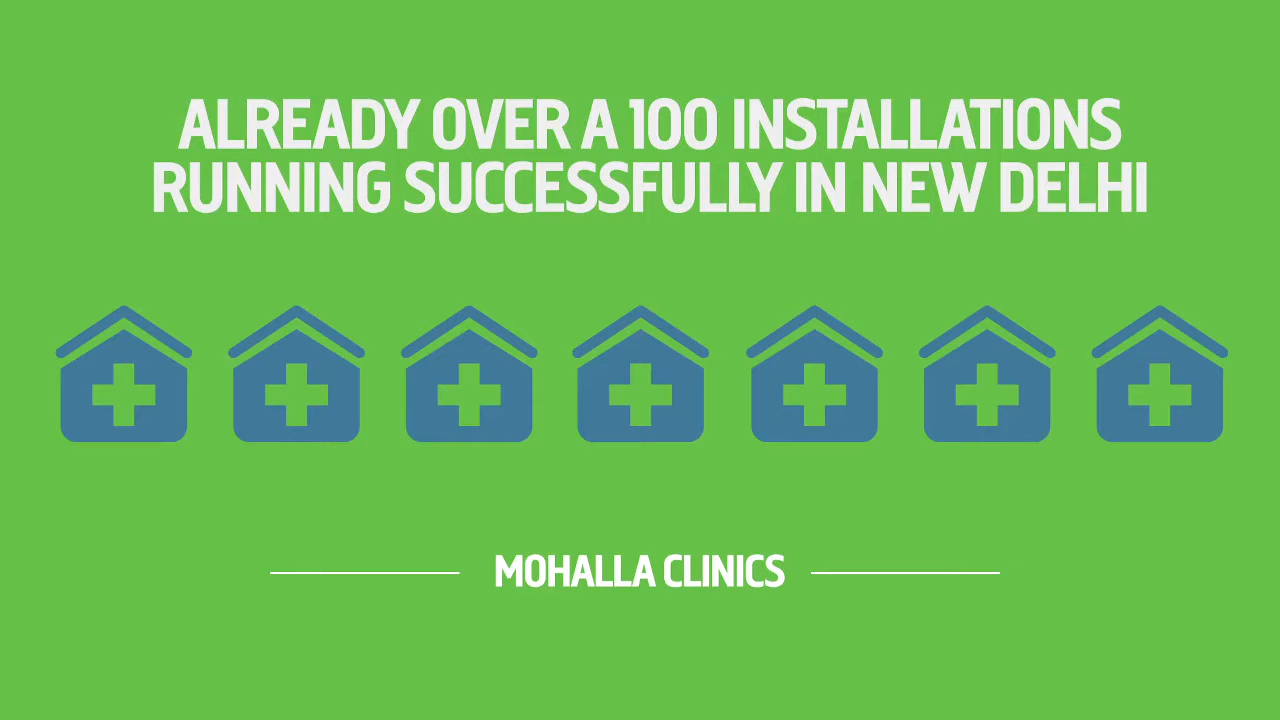 ALREADY OVER A 100 INSTALLATIONS
RUNNING SUCCESSFULLY IN NEW DELHI
MOHALLA CLINICS